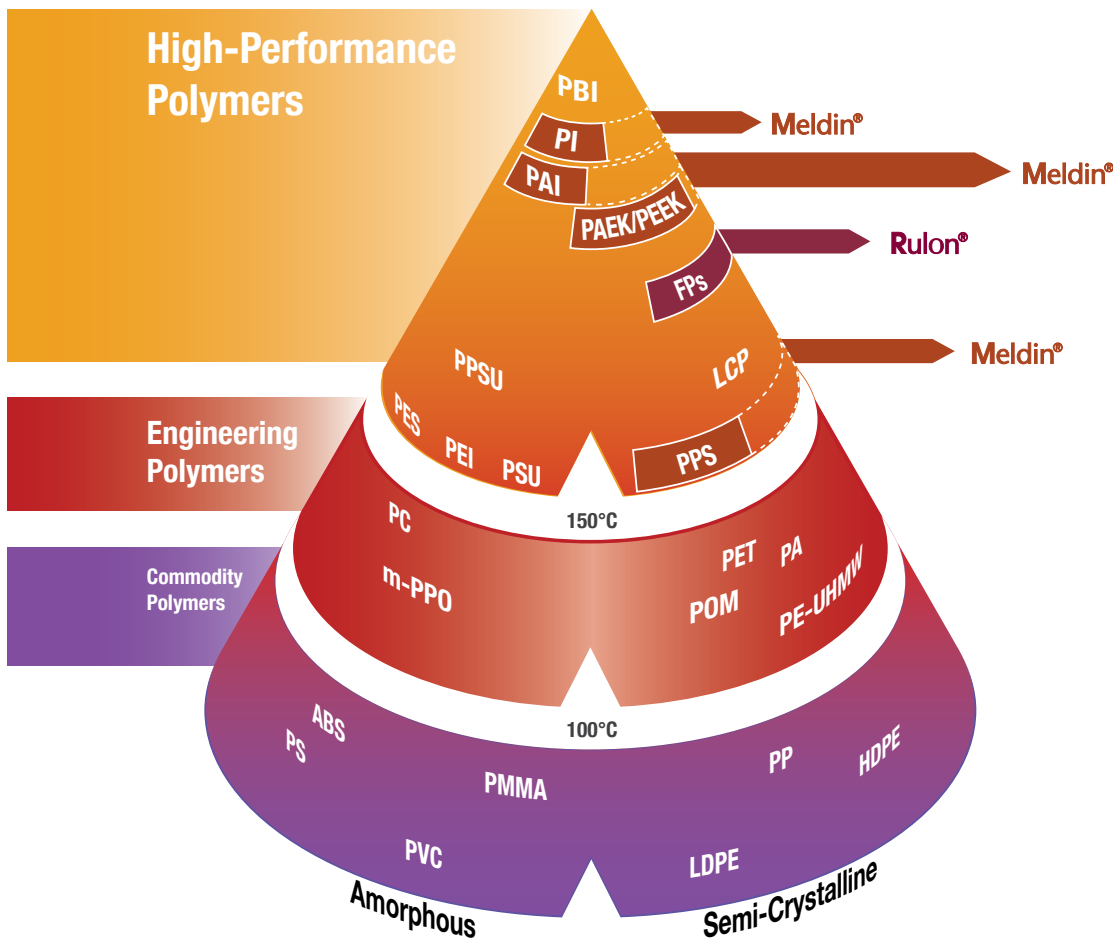 High-Performance
Polymers
PBI
Meldin®
PI
PAI
Meldin®
PAEK/PEEK
Rulon®
FPs
Meldin®
PPSU
LCP
PES
PEI
PSU
PPS
Engineering
Polymers
150°C
PC
PET
PA
m-PPO
POM
PE-UHMW
Commodity
Polymers
100°C
ABS
PS
PMMA
PP
HDPE
PVC
LDPE
Amorphous
Semi-Crystalline